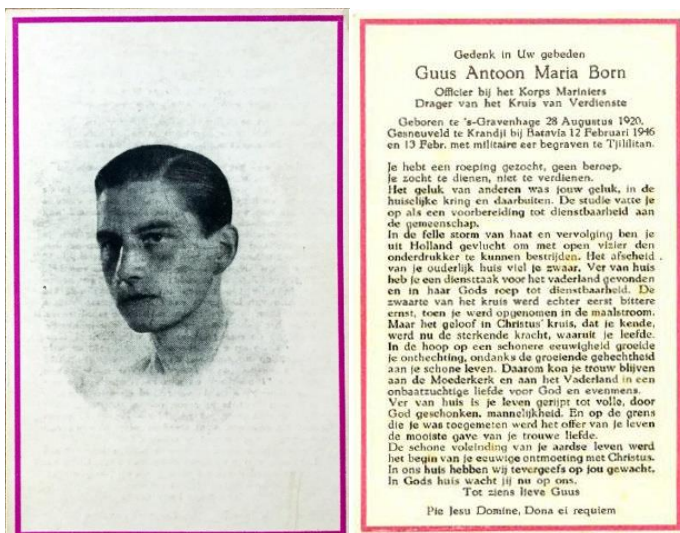 Gedenk in Uw gebeden
Guus Antoon Maria Born
Officier bij het Korps Mariniers
Drager van het Kruis van Verdienste
Geboren te 's-Gravenhage 28 Augustus 1920.
Gesneuveld te Krandji bij Batavia 12 Februari 1946
en 13 Febr. met militaire eer begraven te Tjililitan.
Je hebt een roeping gezocht, geen beroep.
Je zocht te dienen, niet te verdienen.
Het geluk van anderen was jouw geluk, in de
huiselijke kring en daarbuiten. De studie vatte je
op als een voorbereiding tot dienstbaarheid aan
de gemeenschap.
In de felle storm van haat en vervolging ben je
uit Holland gevlucht om met open vizier den
onderdrukker te kunnen bestrijden. Het afscheid
van je ouderlijk huis viel je zwaar. Ver van huis
heb je een diensttaak voor het vaderland gevonden
en in haar Gods roep tot dienstbaarheid. De
zwaarte van het kruis werd echter eerst bittere
ernst, toen je werd opgenomen in de maalstroom.
Maar het geloof in Christus' kruis, dat je kende,
werd nu de sterkende kracht, waaruit je leefde.
In de hoop op een schonere eeuwigheid groeide
je onthechting, ondanks de groeiende gehechtheid
aan je schone leven. Daarom kon je trouw blijven
aan de Moederkerk en aan het Vaderland in een
onbaatzuchtige liefde voor God en evenmens.
Ver van huis is je leven gerijpt tot volle, door
God geschonken, mannelijkheid. En op de grens
die je was toegemeten werd het offer van je leven
de mooiste gave van je trouwe liefde.
De schone voleinding van je aardse leven werd
het begin van je eeuwige ontmoeting met Christus.
In ons huis hebben wij tevergeefs op jou gewacht.
In Gods huis wacht jij nu op ons.
Tot ziens lieve Guus
Pie Jesu Domine, Dona ei requiem